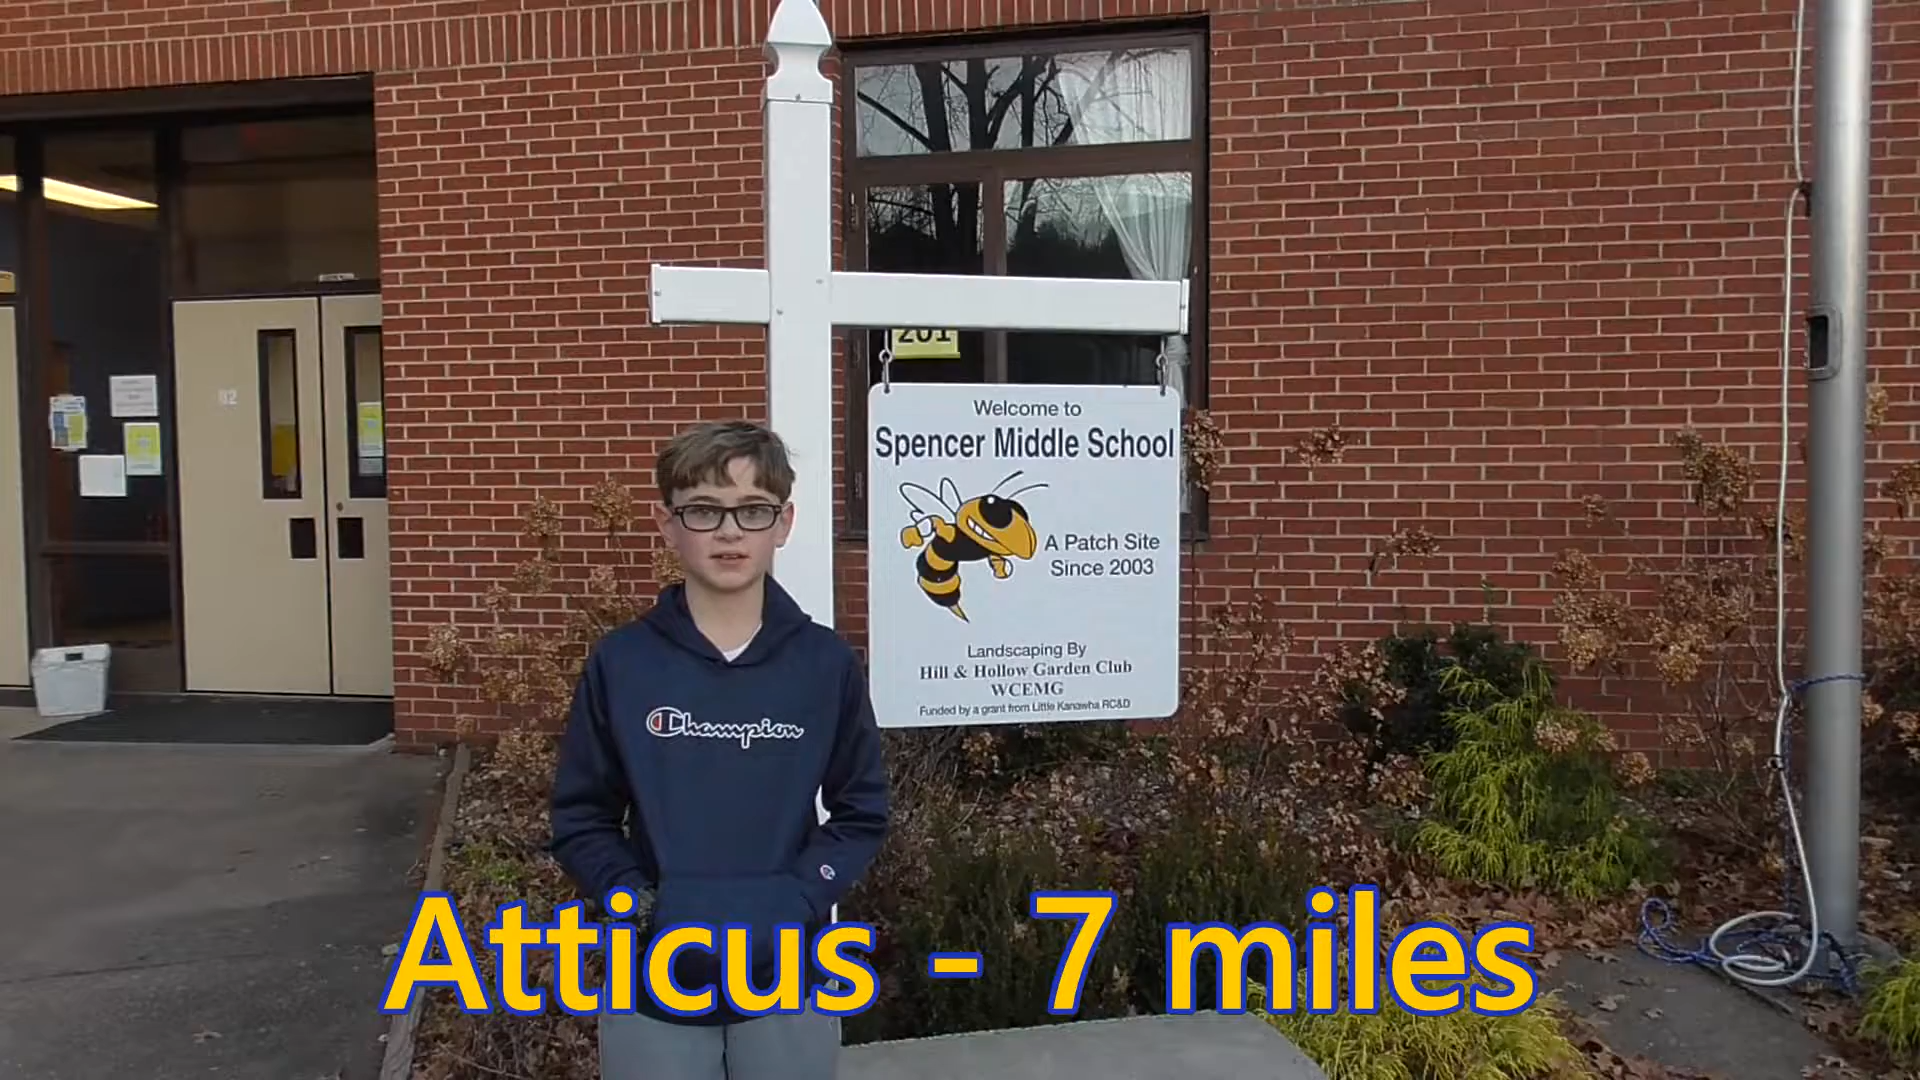 201
Welcome to
Spencer Middle School
A Patch Site
Since 2003
Landscaping By
Hill & Hollow Garden Club
WCEMG
Funded by a grant from Little Kanawha RC&D
Champion
Atticus - 7 miles